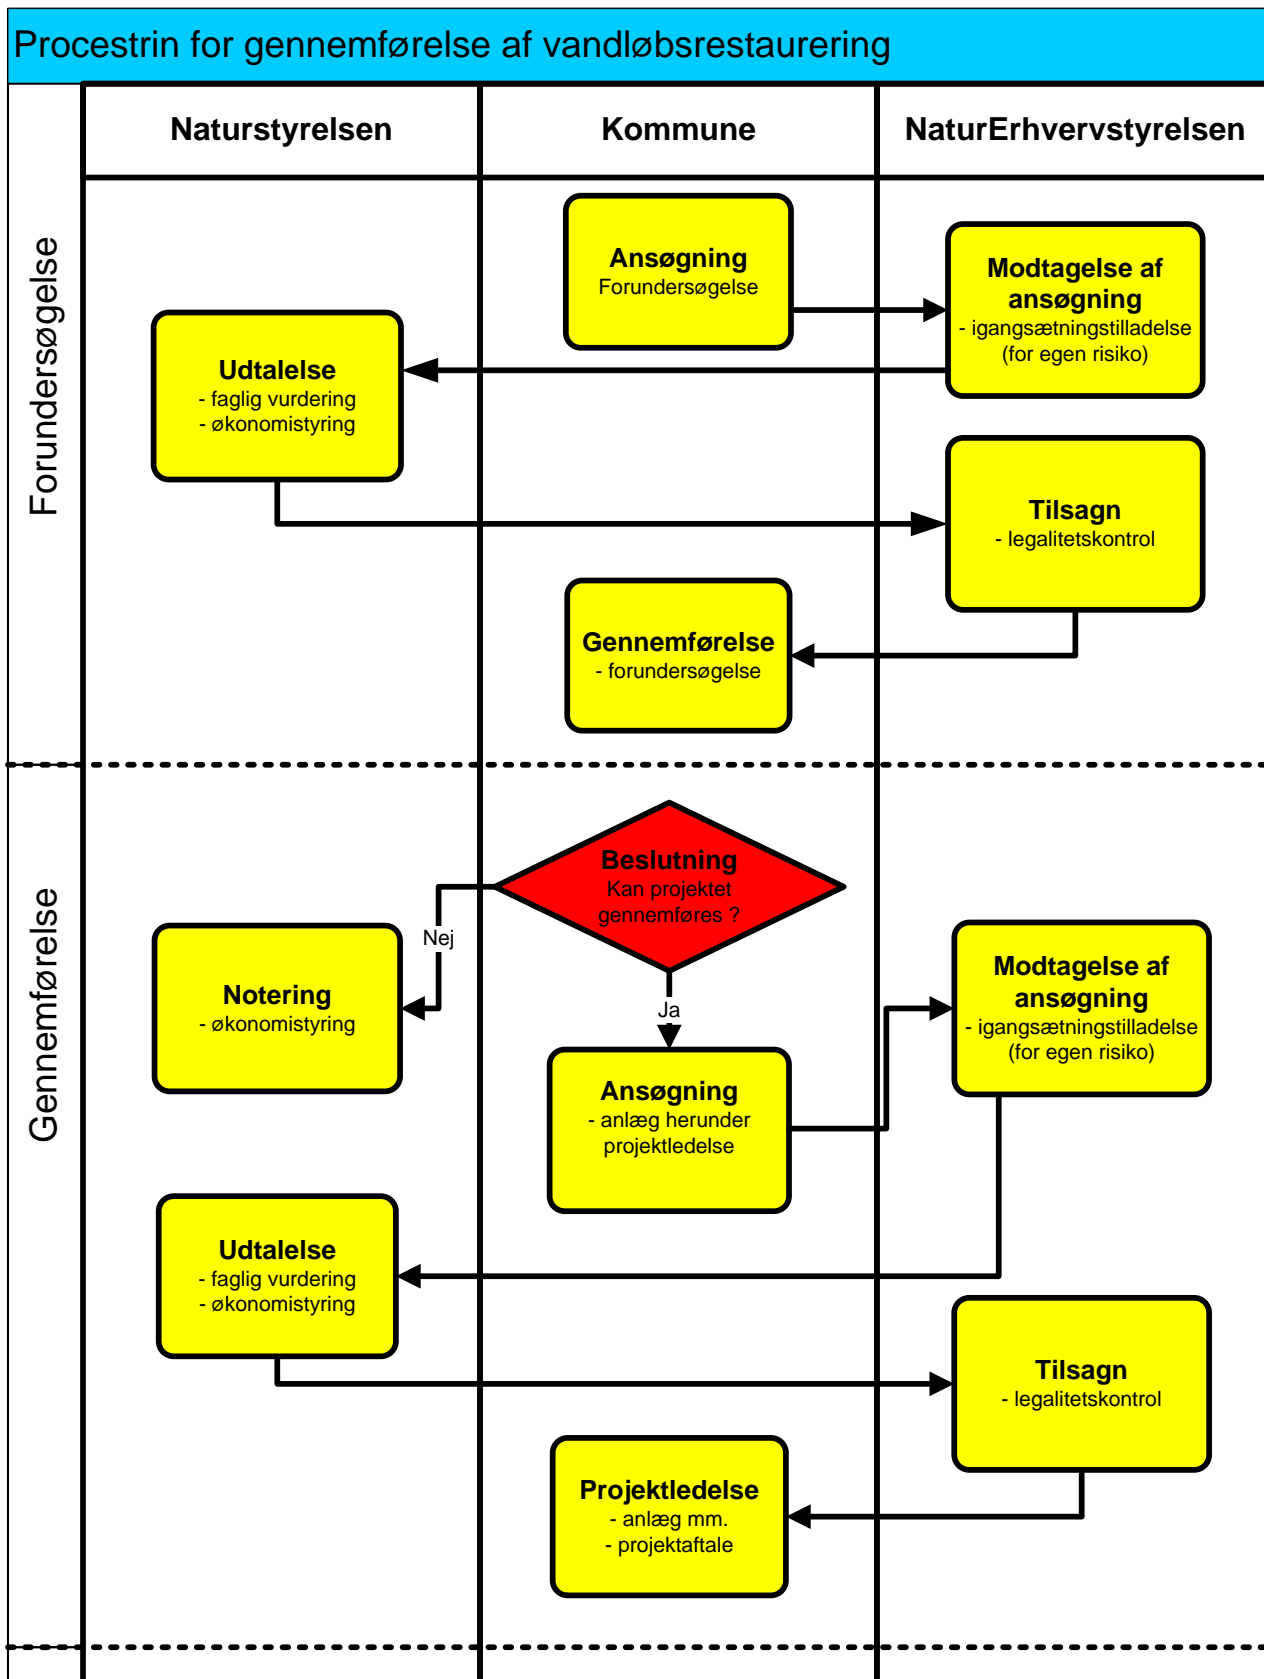 Procestrin for gennemførelse af vandløbsrestaurering
Naturstyrelsen
Kommune
NaturErhvervstyrelsen
Forundersøgelse
Ansøgning
Forundersøgelse
Modtagelse af
ansøgning
- igangsætningstilladelse
(for egen risiko)
Udtalelse
- faglig vurdering
- økonomistyring
Tilsagn
- legalitetskontrol
Gennemførelse
- forundersøgelse
Gennemførelse
Beslutning
Kan projektet
gennemføres ?
Nej
Notering
- økonomistyring
Ja
Ansøgning
- anlæg herunder
projektledelse
Modtagelse af
ansøgning
- igangsætningstilladelse
(for egen risiko)
Udtalelse
- faglig vurdering
- økonomistyring
Tilsagn
- legalitetskontrol
Projektledelse
- anlæg mm.
- projektaftale